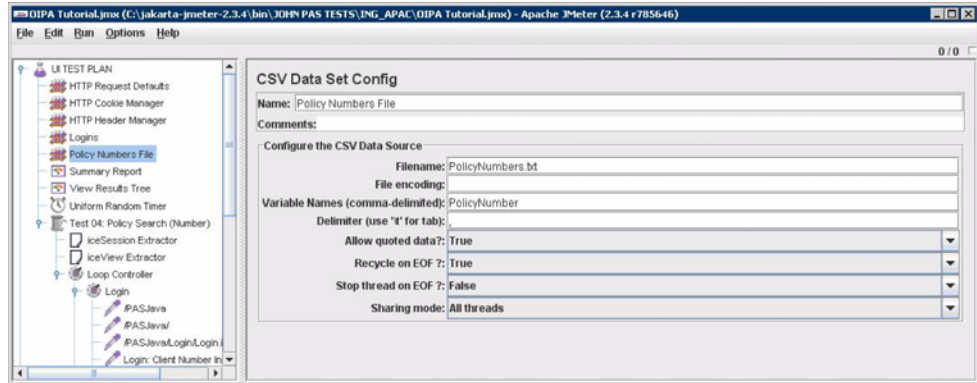 OIPA Tutorial.jmx (C:\jakarta-jmeter-2.3.4\bin\JOHN PAS TESTS\ING_APAC\OIPA Tutorial.jmx) - Apache JMeter (2.3.4 r785646)
File Edit Run Options Help
0 / 0
UI TEST PLAN
HTTP Request Defaults
HTTP Cookie Manager
HTTP Header Manager
Logins
Policy Numbers File
Summary Report
View Results Tree
Uniform Random Timer
Test 04: Policy Search (Number)
iceSession Extractor
iceView Extractor
Loop Controller
Login
/PASJava
/PASJava/
/PASJava/Login/Login.i
Login: Client Number In
CSV Data Set Config
Name: Policy Numbers File
Comments:
Configure the CSV Data Source
Filename: PolicyNumbers.txt
File encoding:
Variable Names (comma-delimited): PolicyNumber
Delimiter (use '\t' for tab): ,
Allow quoted data?: True
Recycle on EOF ?: True
Stop thread on EOF ?: False
Sharing mode: All threads